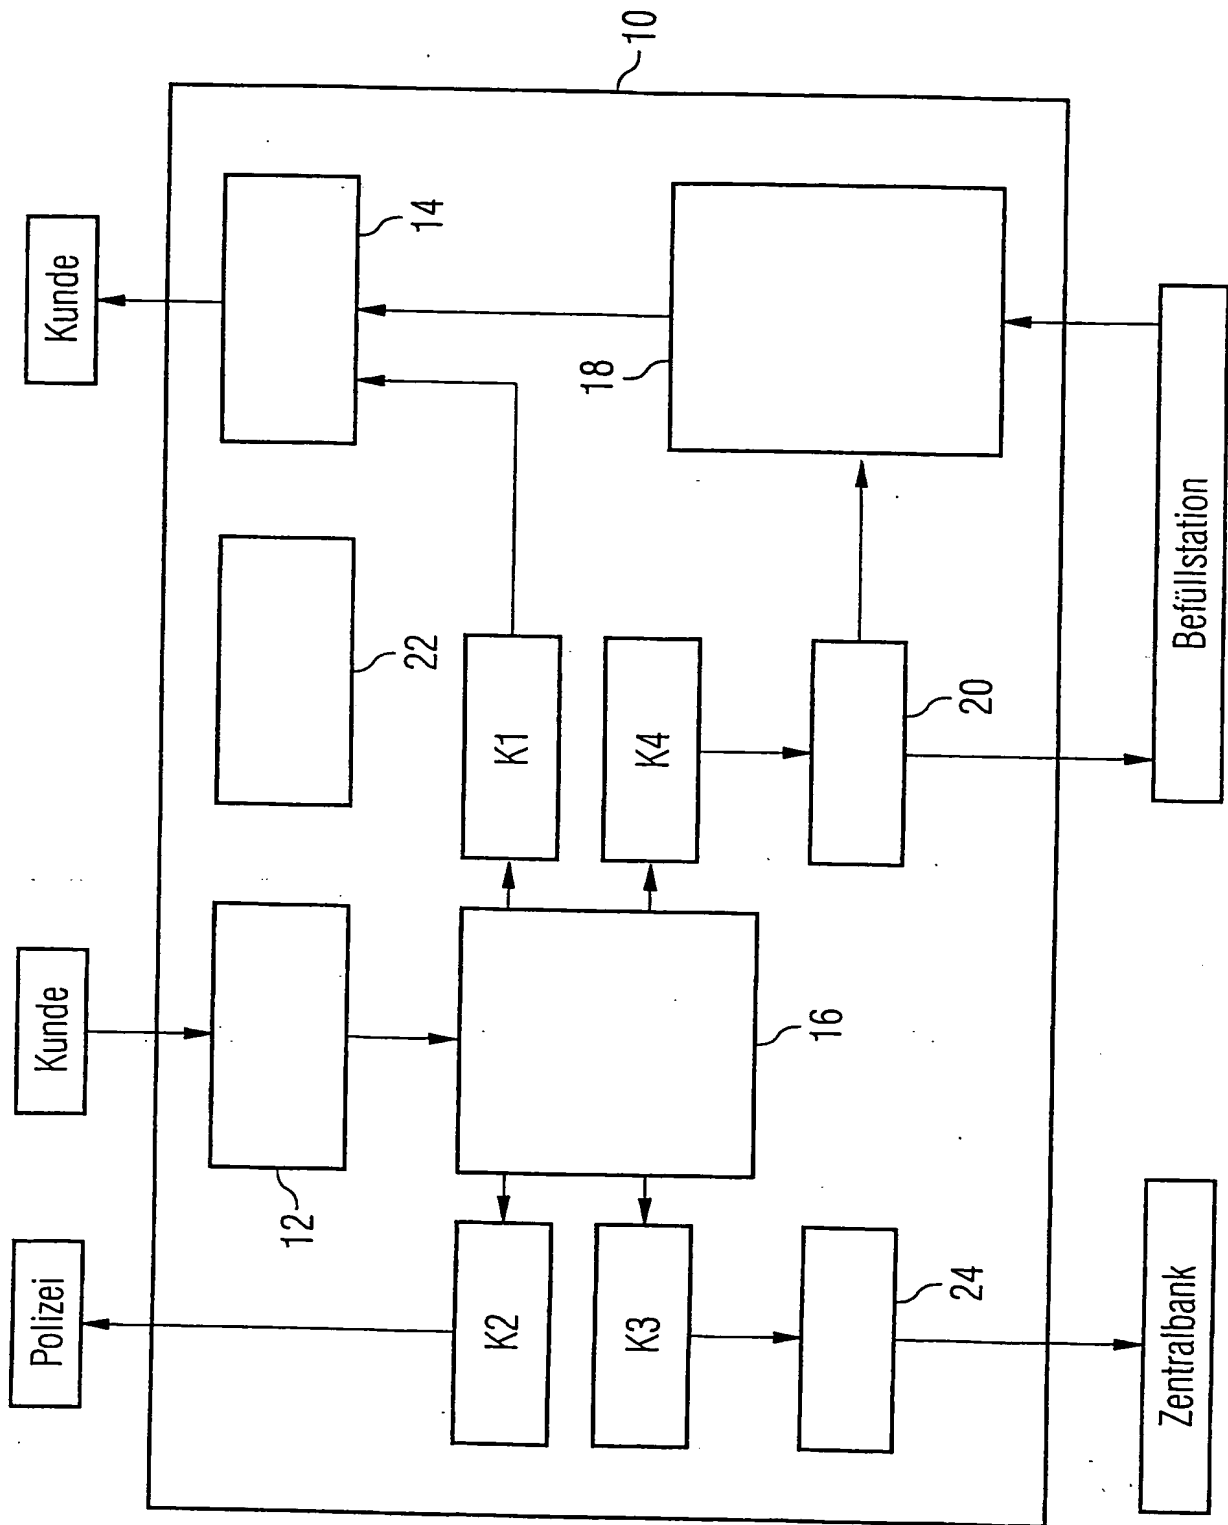 Polizei
Kunde
Kunde
12
22
14
K2
K1
18
K3
K4
10
16
24
20
Zentralbank
Befüllstation